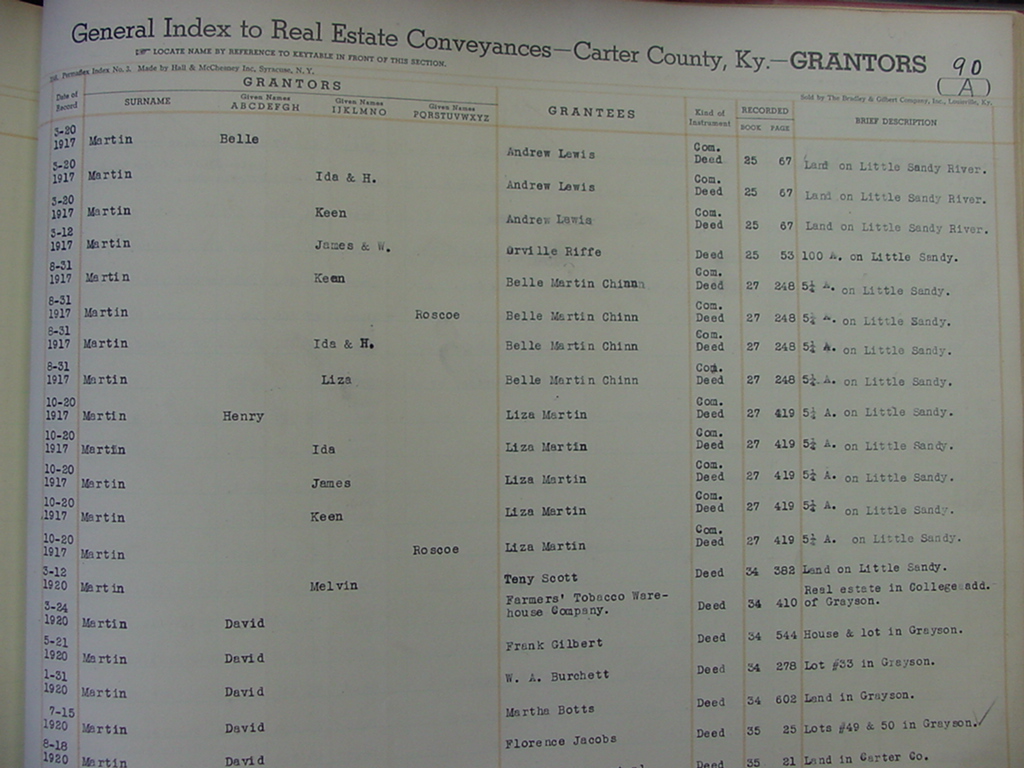 General Index to Real Estate Conveyances—Carter County, Ky.—GRANTORS 90
(A)
LOCATE NAME BY REFERENCE TO KEYTABLE IN FRONT OF THIS SECTION.
Permadex Index No. 3. Made by Hall & McChesney Inc, Syracuse, N. Y.
Sold by The Bradley & Gilbert Company, Inc., Louisville, Ky.
Date of Record
GRANTORS
SURNAME
Given Names ABCDEFGH
Given Names IJKLMNO
Given Names PQRSTUVWXYZ
GRANTEES
Kind of Instrument
RECORDED
BOOK PAGE
BRIEF DESCRIPTION
3-20 1917 Martin Belle Andrew Lewis Com. Deed 25 67 Land on Little Sandy River.
3-20 1917 Martin Ida & H. Andrew Lewis Com. Deed 25 67 Land on Little Sandy River.
3-20 1917 Martin Keen Andrew Lewis Com. Deed 25 67 Land on Little Sandy River.
3-12 1917 Martin James & W. Orville Riffe Deed 25 53 100 A. on Little Sandy.
8-31 1917 Martin Keen Belle Martin Chinn Com. Deed 27 248 5¼ A. on Little Sandy.
8-31 1917 Martin Roscoe Belle Martin Chinn Com. Deed 27 248 5¼ A. on Little Sandy.
8-31 1917 Martin Ida & H. Belle Martin Chinn Com. Deed 27 248 5¼ A. on Little Sandy.
8-31 1917 Martin Liza Belle Martin Chinn Com. Deed 27 248 5¼ A. on Little Sandy.
10-20 1917 Martin Henry Liza Martin Com. Deed 27 419 5¼ A. on Little Sandy.
10-20 1917 Martin Ida Liza Martin Com. Deed 27 419 5¼ A. on Little Sandy.
10-20 1917 Martin James Liza Martin Com. Deed 27 419 5¼ A. on Little Sandy.
10-20 1917 Martin Keen Liza Martin Com. Deed 27 419 5¼ A. on Little Sandy.
10-20 1917 Martin Roscoe Liza Martin Com. Deed 27 419 5¼ A. on Little Sandy.
3-12 1920 Martin Melvin Teny Scott Deed 34 382 Land on Little Sandy.
3-24 1920 Martin David Farmers' Tobacco Ware-
house Company. Deed 34 410 Real estate in College add.
of Grayson.
5-21 1920 Martin David Frank Gilbert Deed 34 544 House & lot in Grayson.
1-31 1920 Martin David W. A. Burchett Deed 34 278 Lot #33 in Grayson.
7-15 1920 Martin David Martha Botts Deed 34 602 Land in Grayson.
8-18 1920 Martin David Florence Jacobs Deed 35 25 Lots #49 & 50 in Grayson.
Deed 35 21 Land in Carter Co.